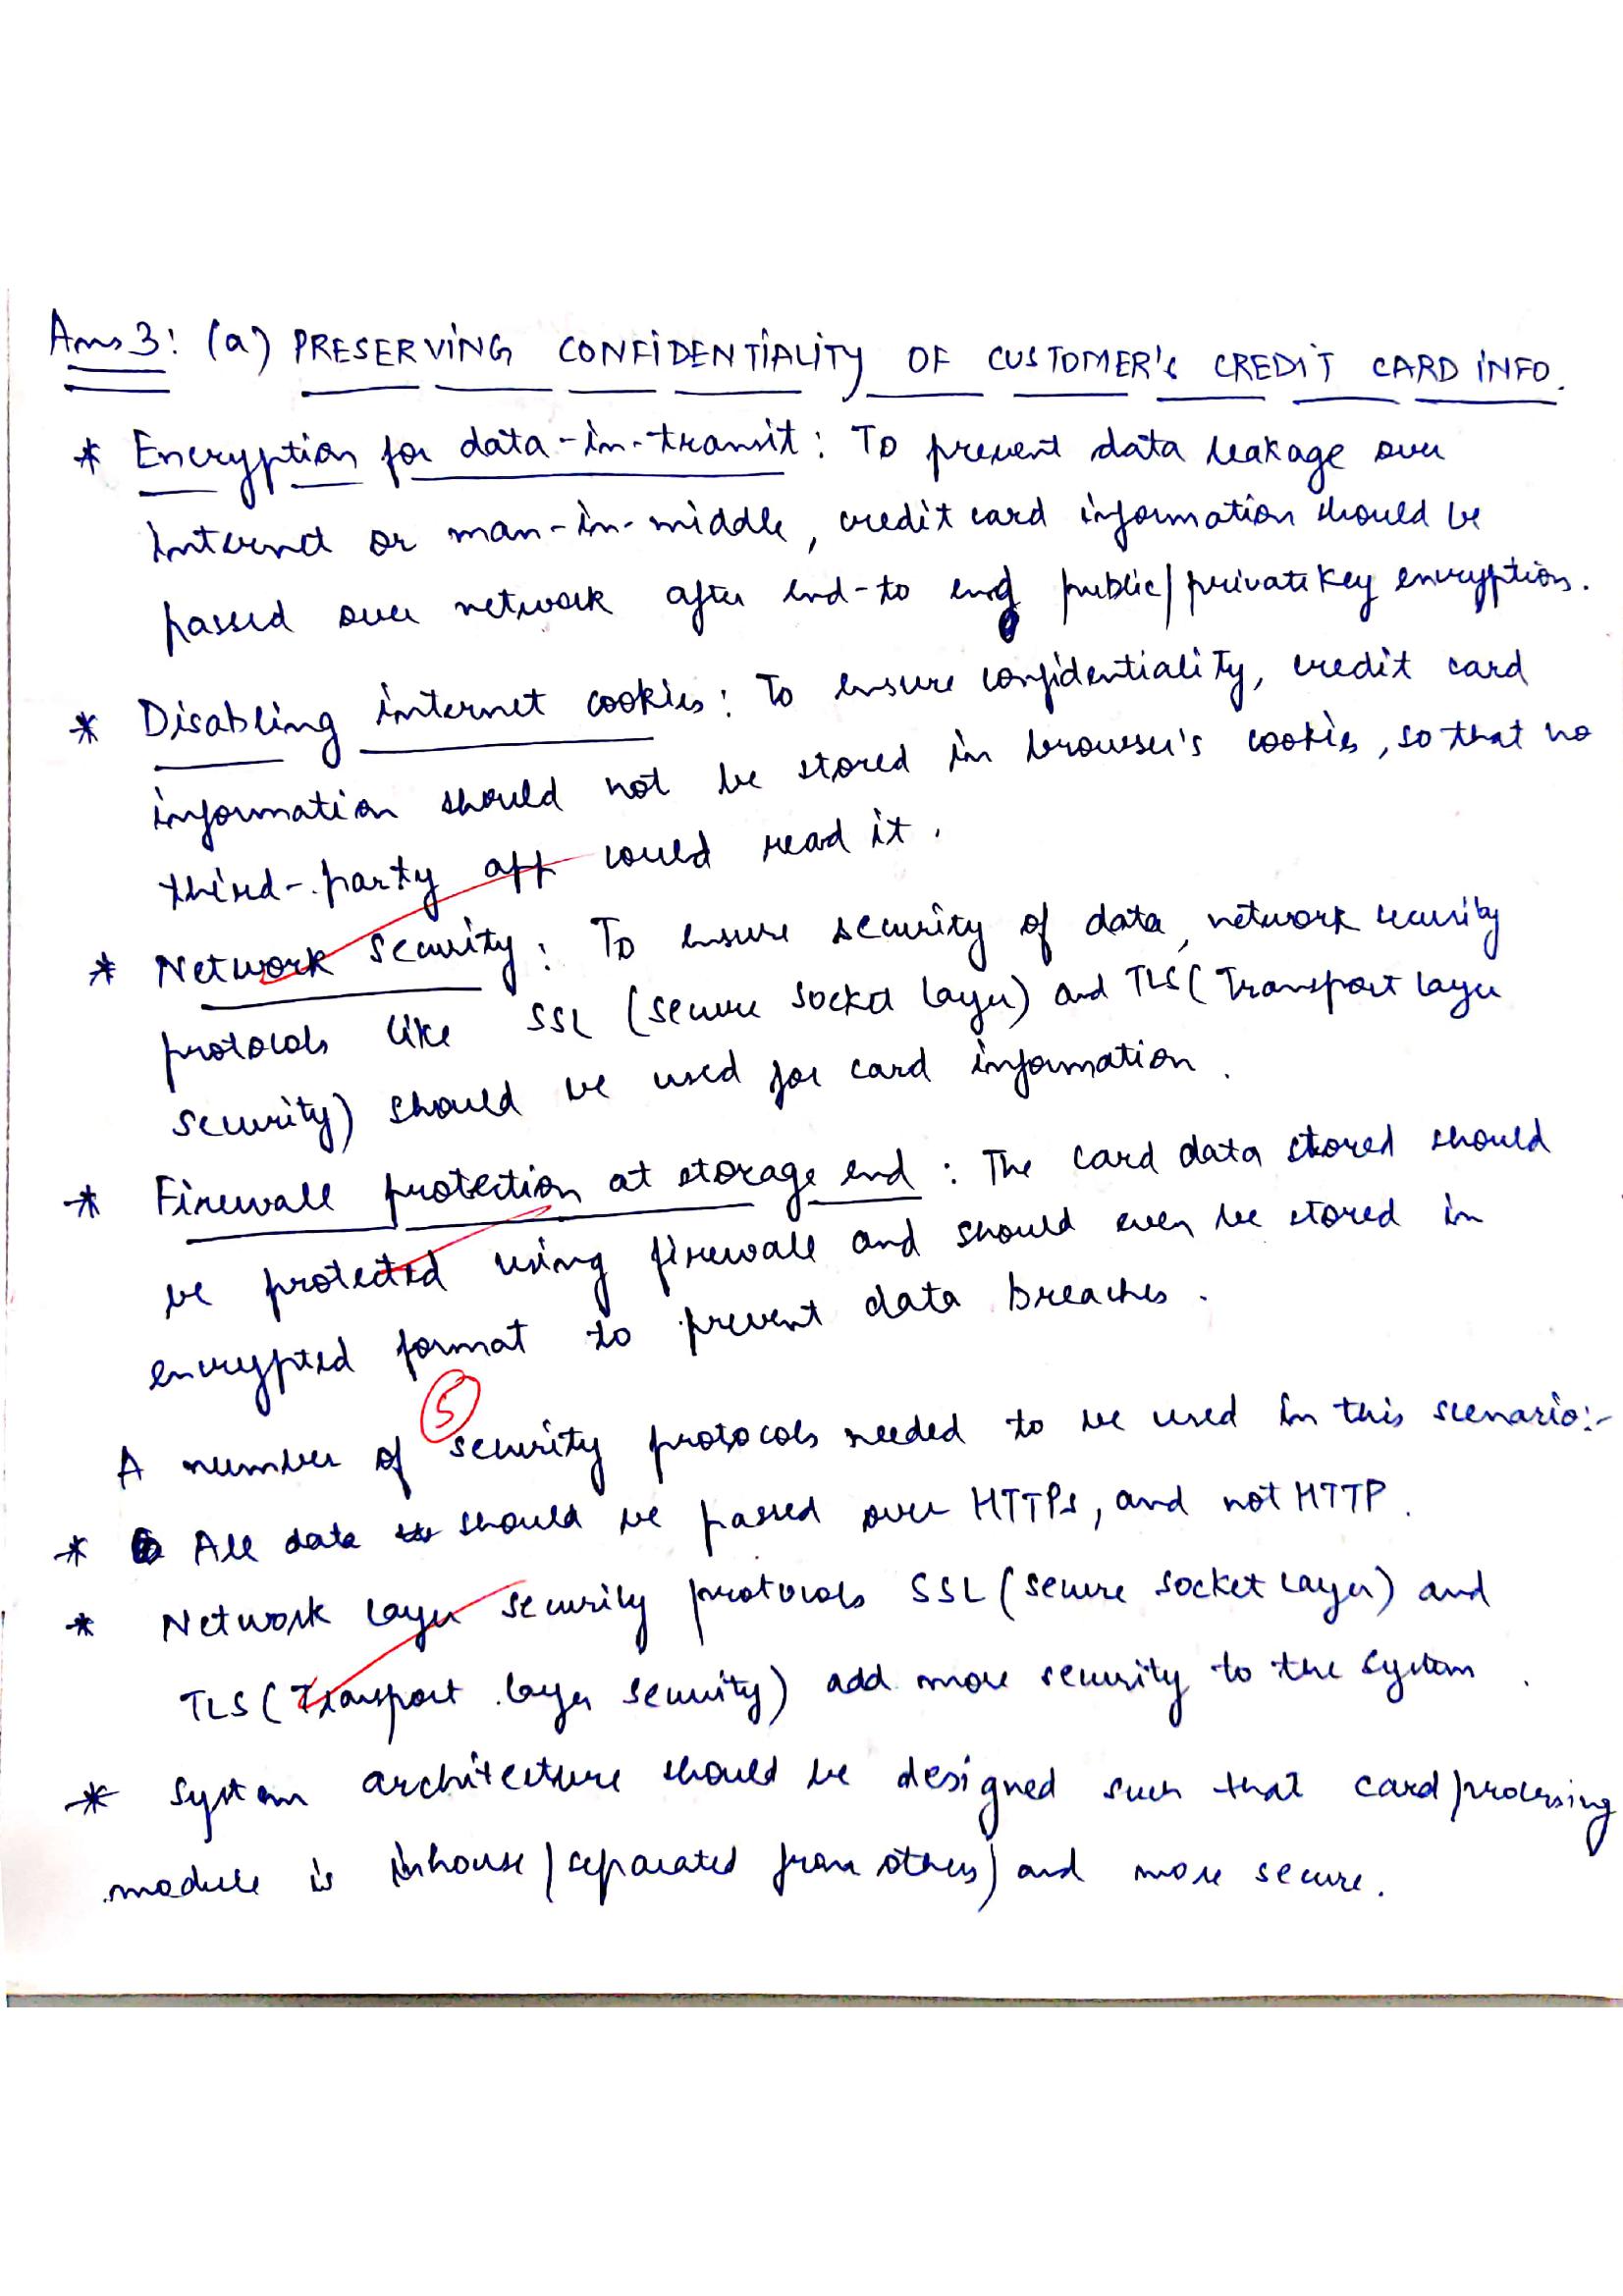 Ans 3: (a) PRESERVING CONFIDENTIALITY OF CUSTOMER'S CREDIT CARD INFO.
* Encryption for data-in-transit: To prevent data leakage over
internet or man-in-middle, credit card information should be
passed over network after end-to end public/private key encryption.
* Disabling internet cookies: To ensure confidentiality, credit card
information should not be stored in browser's cookies, so that no
third-party app could read it.
* Network security: To ensure security of data, network security
protocols like SSL (secure socket layer) and TLS (Transport layer
security) should be used for card information.
* Firewall protection at storage end: The card data stored should
be protected using firewall and should even be stored in
encrypted format to prevent data breaches.
5
A number of security protocols needed to be used in this scenario:-
* All data should be passed over HTTPs, and not HTTP.
* Network layer security protocols SSL (secure socket layer) and
TLS (Transport layer security) add more security to the system.
* System architecture should be designed such that card processing
module is inhouse (separated from others) and more secure.